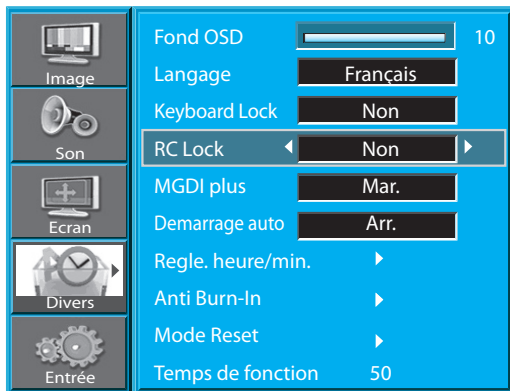 Image
Son
Ecran
Divers
Entrée
Fond OSD 10
Langage Français
Keyboard Lock Non
RC Lock Non
MGDI plus Mar.
Demarrage auto Arr.
Regle. heure/min.
Anti Burn-In
Mode Reset
Temps de fonction 50